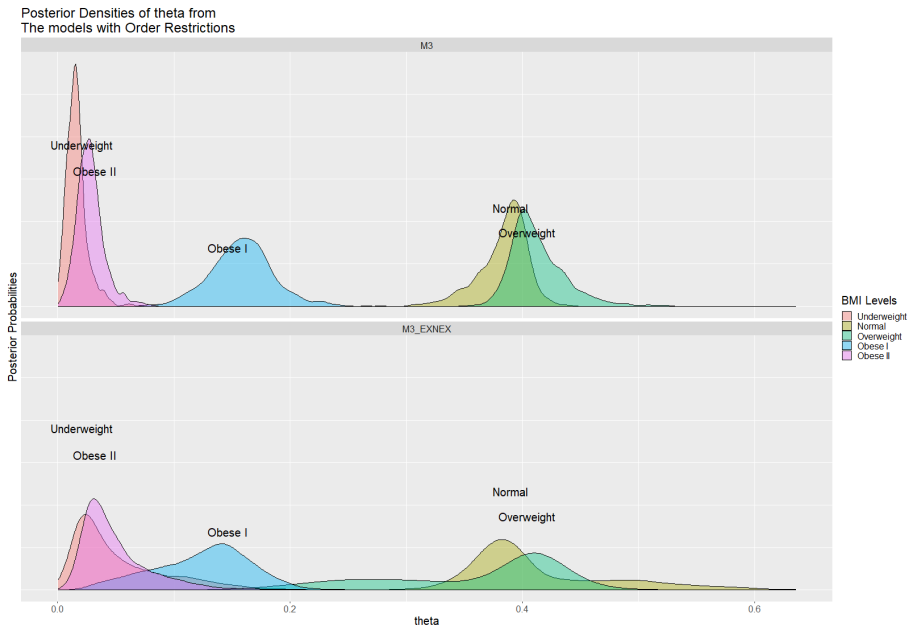 Posterior Densities of theta from
The models with Order Restrictions
M3
Underweight
Obese II
Normal
Overweight
Obese I
Posterior Probabilities
BMI Levels
Underweight
Normal
Overweight
Obese I
Obese II
M3_EXNEX
Underweight
Obese II
Normal
Overweight
Obese I
0.0 0.2 0.4 0.6
theta